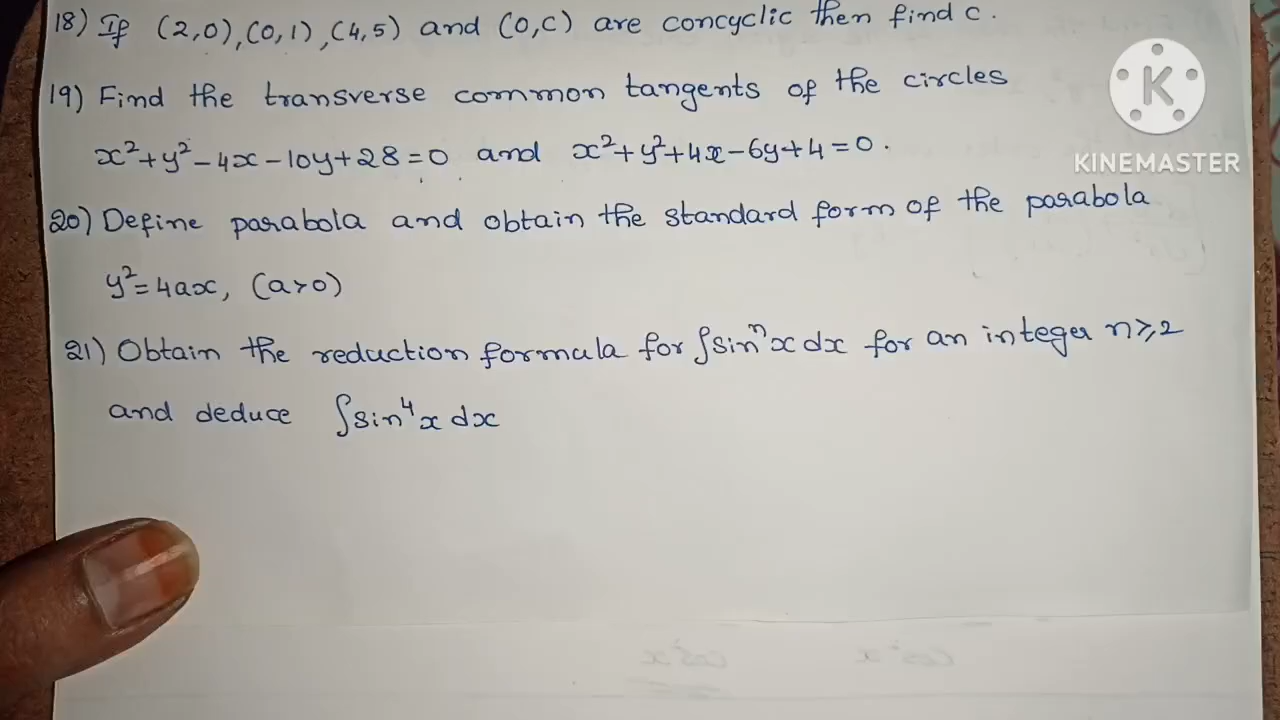 18) If (2,0), (0,1), (4,5) and (0,c) are concyclic then find c.
19) Find the transverse common tangents of the circles
x²+y²-4x-10y+28=0 and x²+y²+4x-6y+4=0.
20) Define parabola and obtain the standard form of the parabola
y²=4ax, (a>0)
21) Obtain the reduction formula for ∫sinⁿx dx for an integer n≥2
and deduce ∫sin⁴x dx
K
KINEMASTER